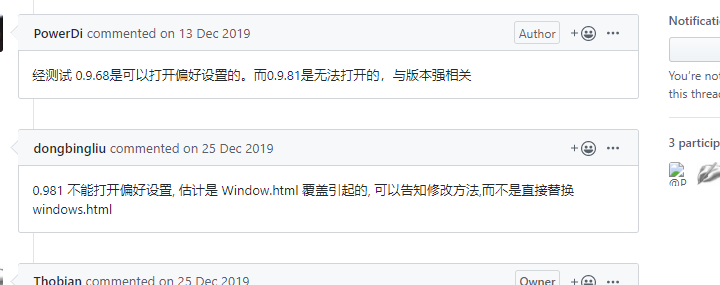 PowerDi commented on 13 Dec 2019
Author
经测试 0.9.68是可以打开偏好设置的。而0.9.81是无法打开的，与版本强相关
dongbingliu commented on 25 Dec 2019
0.981 不能打开偏好设置, 估计是 Window.html 覆盖引起的, 可以告知修改方法,而不是直接替换
windows.html
Thobian commented on 25 Dec 2019
Owner
Notificati
You're not
this threa
3 particip